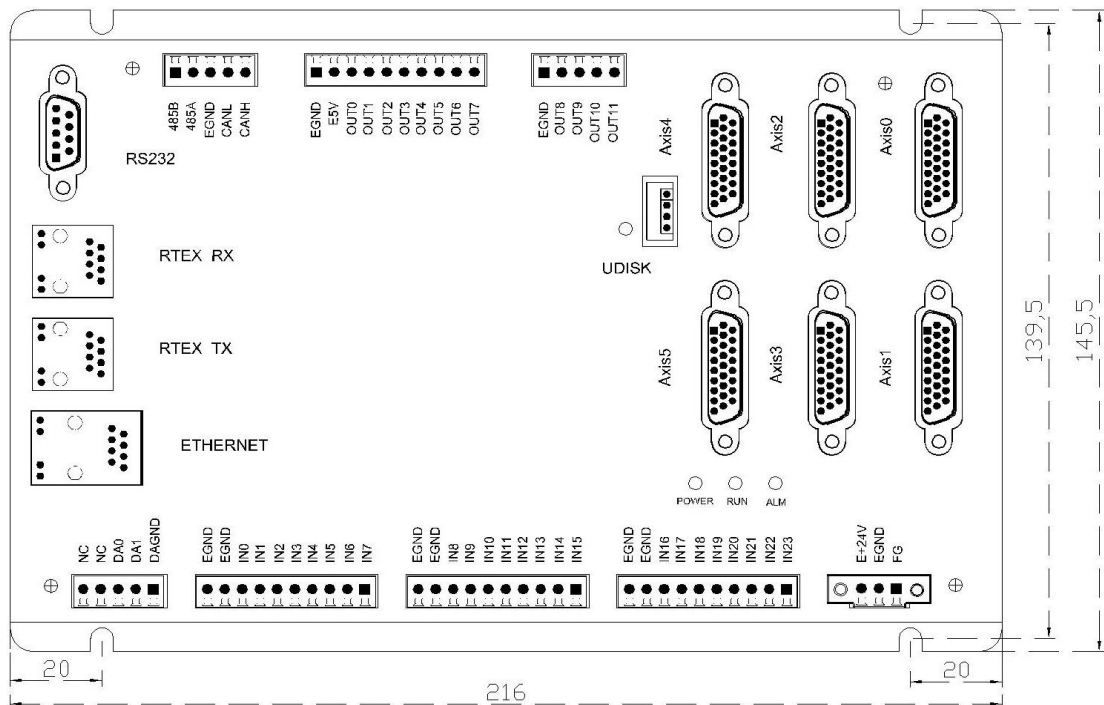 485B
485A
EGND
CANL
CANH
EGND
E5V
OUT0
OUT1
OUT2
OUT3
OUT4
OUT5
OUT6
OUT7
EGND
OUT8
OUT9
OUT10
OUT11
RS232
Axis4
Axis2
Axis0
RTEX RX
UDISK
RTEX TX
Axis5
Axis3
Axis1
139,5
145,5
ETHERNET
POWER
RUN
ALM
NC
NC
DA0
DA1
DAGND
EGND
EGND
IN0
IN1
IN2
IN3
IN4
IN5
IN6
IN7
EGND
EGND
IN8
IN9
IN10
IN11
IN12
IN13
IN14
IN15
EGND
EGND
IN16
IN17
IN18
IN19
IN20
IN21
IN22
IN23
E+24V
EGND
FG
20
20
216